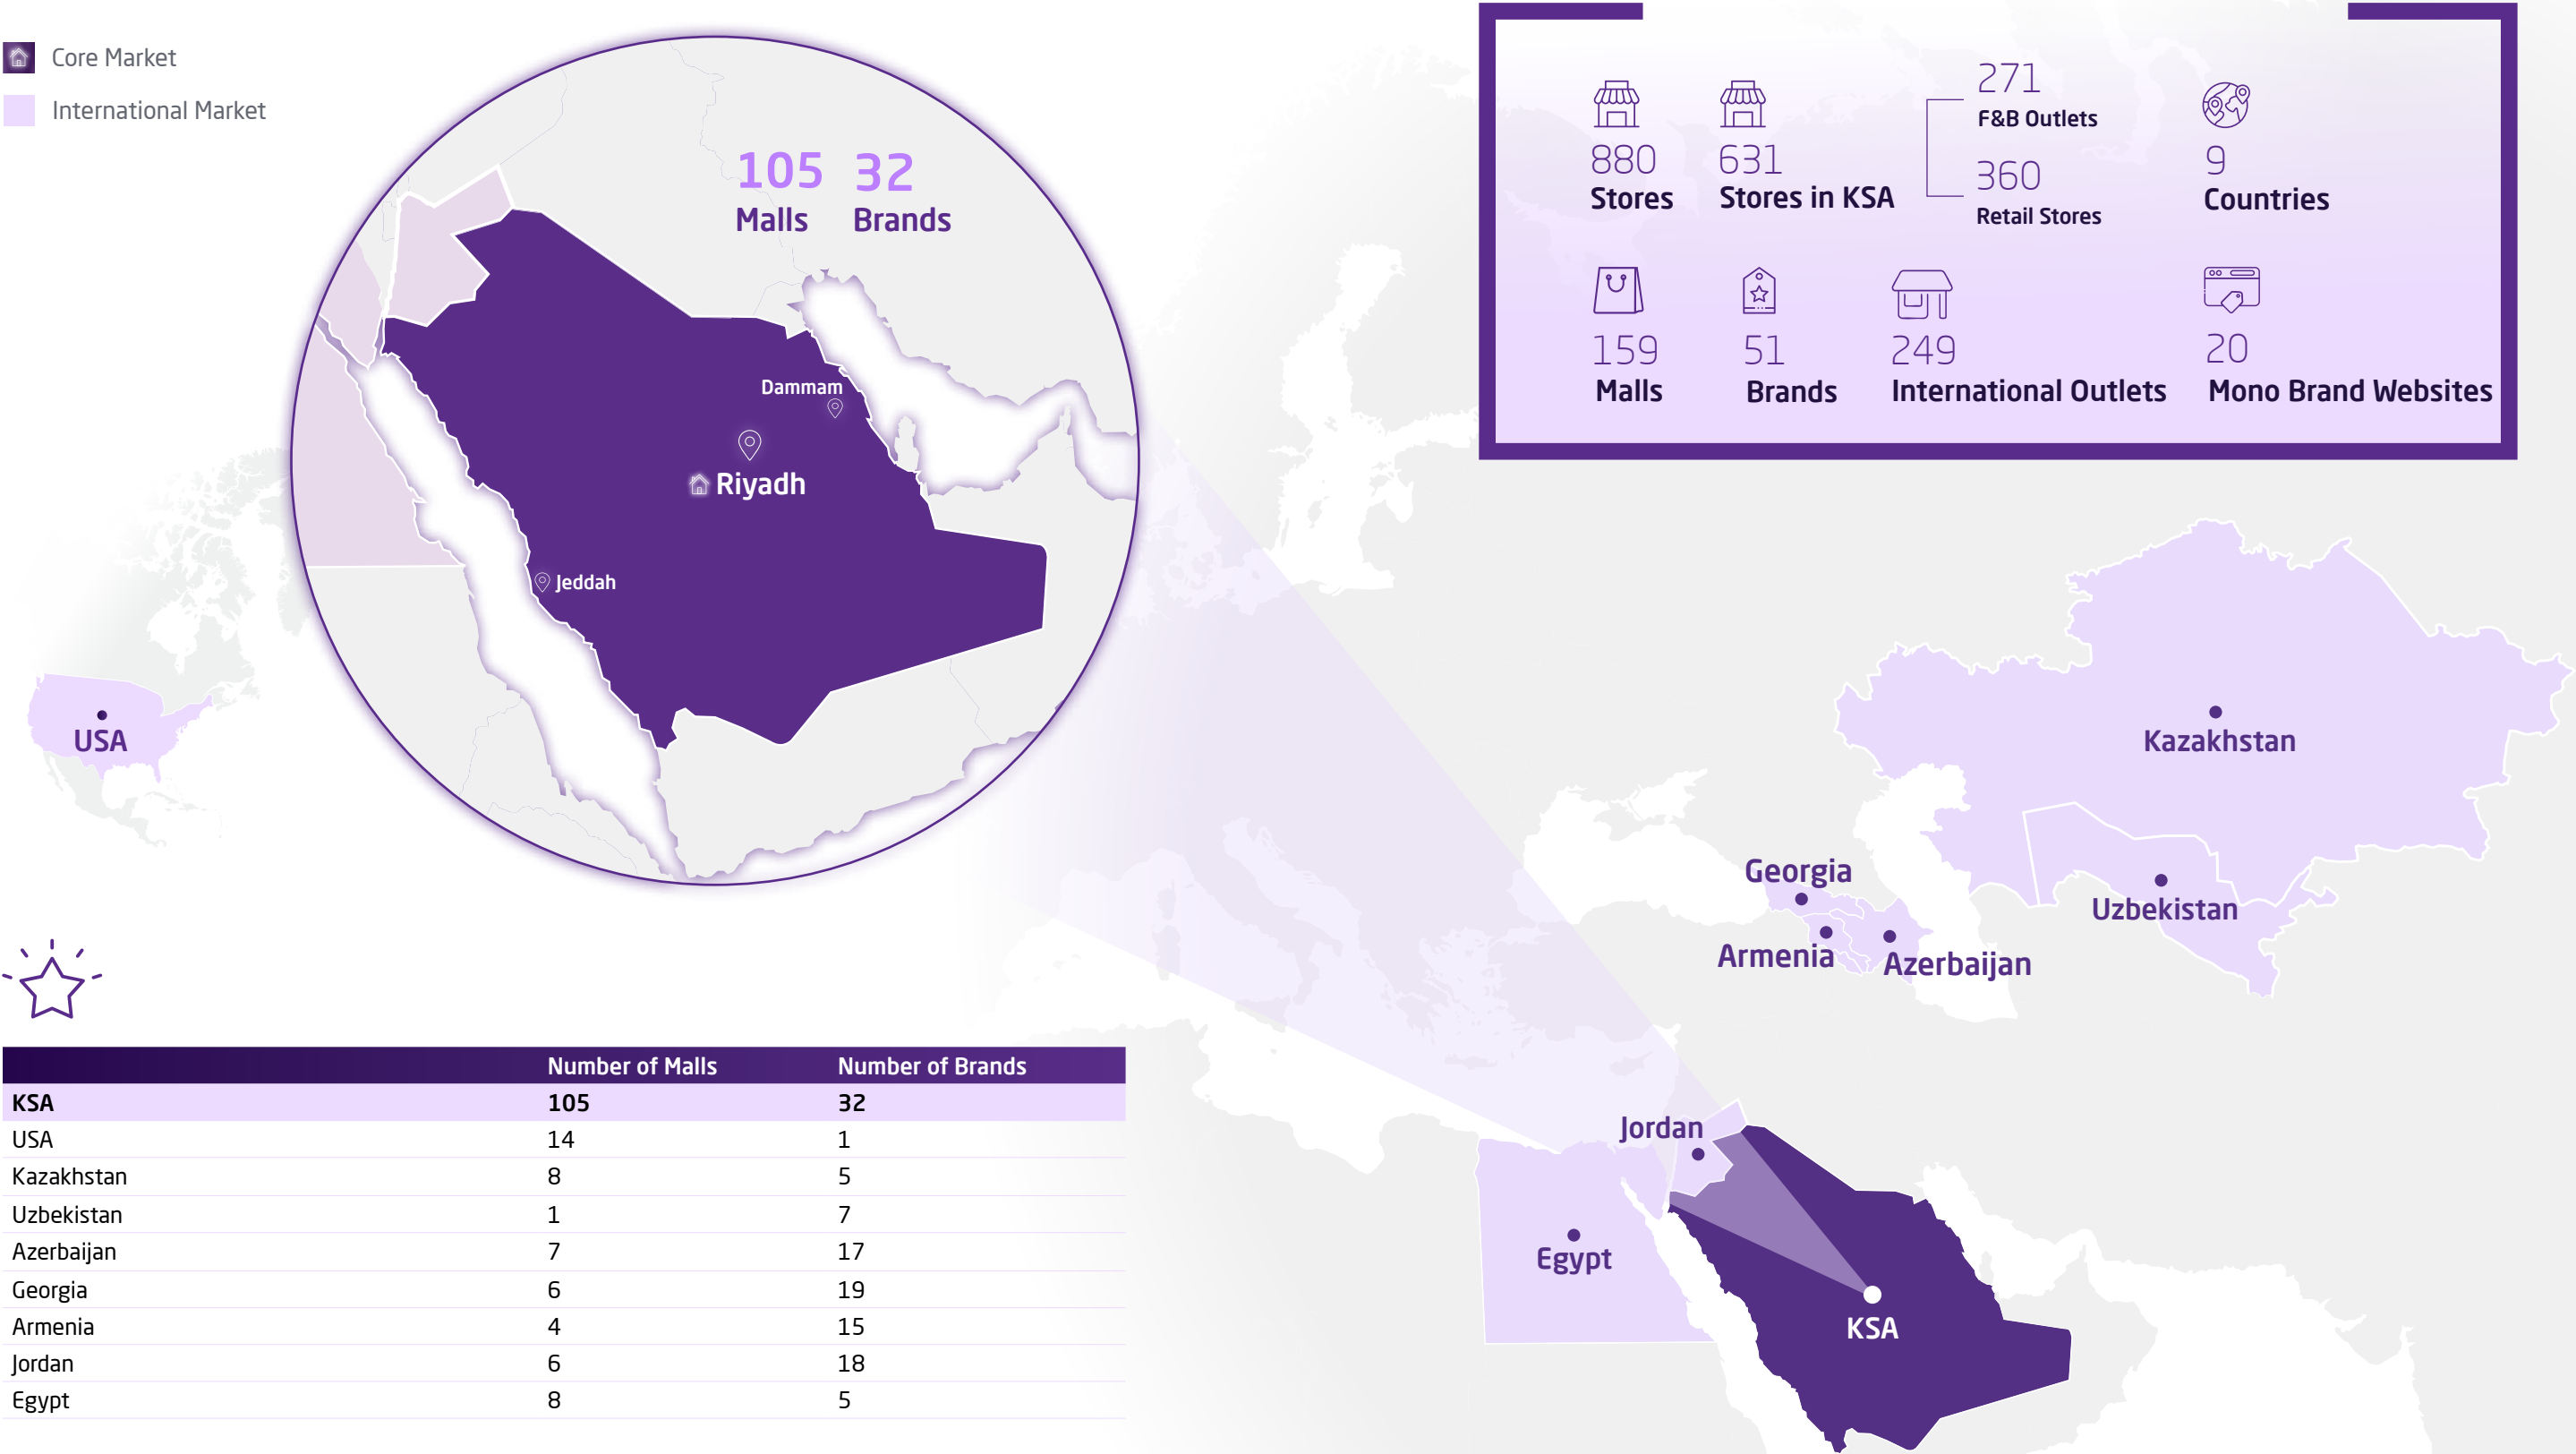 Core Market
International Market
105 32
Malls Brands
Dammam
Riyadh
Jeddah
880
Stores
631
Stores in KSA
271
F&B Outlets
360
Retail Stores
9
Countries
159
Malls
51
Brands
249
International Outlets
20
Mono Brand Websites
USA
Kazakhstan
Uzbekistan
Georgia
Armenia
Azerbaijan
Jordan
Egypt
KSA
Number of Malls Number of Brands
KSA 105 32
USA 14 1
Kazakhstan 8 5
Uzbekistan 1 7
Azerbaijan 7 17
Georgia 6 19
Armenia 4 15
Jordan 6 18
Egypt 8 5